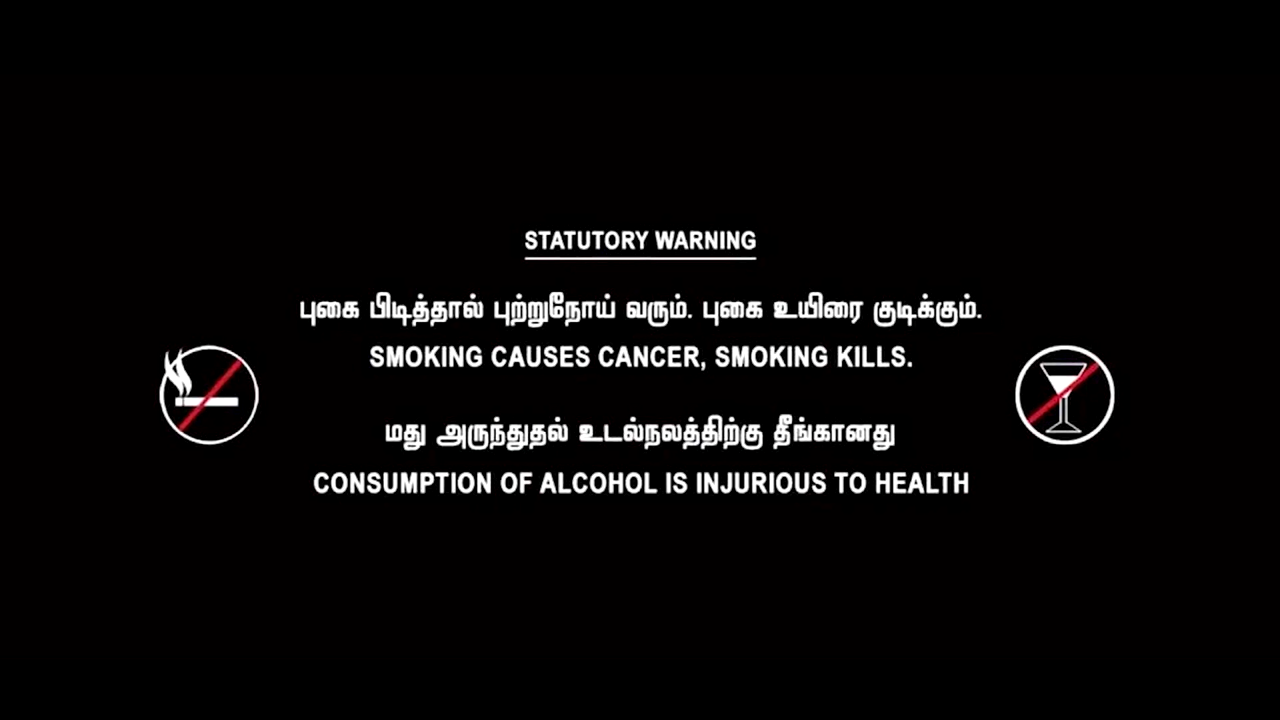 STATUTORY WARNING
புகை பிடித்தால் புற்றுநோய் வரும். புகை உயிரை குடிக்கும்.
SMOKING CAUSES CANCER, SMOKING KILLS.
மது அருந்துதல் உடல்நலத்திற்கு தீங்கானது
CONSUMPTION OF ALCOHOL IS INJURIOUS TO HEALTH